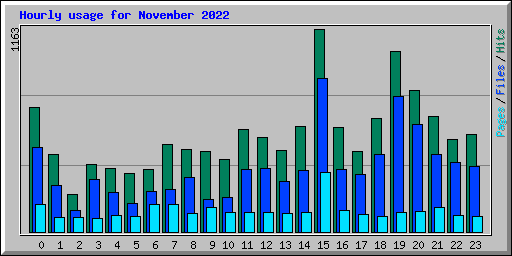 Hourly usage for November 2022
1163
Pages/Files/Hits
0 1 2 3 4 5 6 7 8 9 10 11 12 13 14 15 16 17 18 19 20 21 22 23